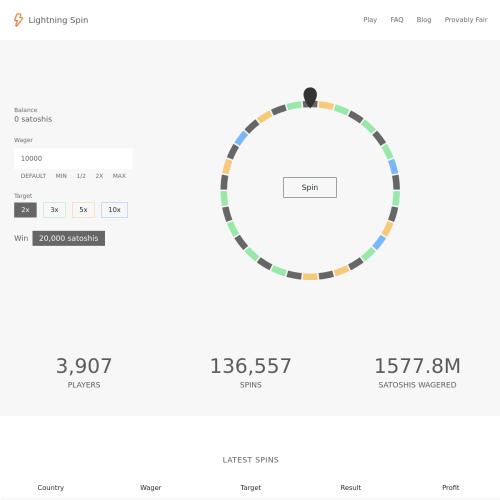 Lightning Spin
Play FAQ Blog Provably Fair
Balance
0 satoshis
Wager
10000
DEFAULT MIN 1/2 2X MAX
Target
2x 3x 5x 10x
Win 20,000 satoshis
Spin
3,907 136,557 1577.8M
PLAYERS SPINS SATOSHIS WAGERED
LATEST SPINS
Country Wager Target Result Profit